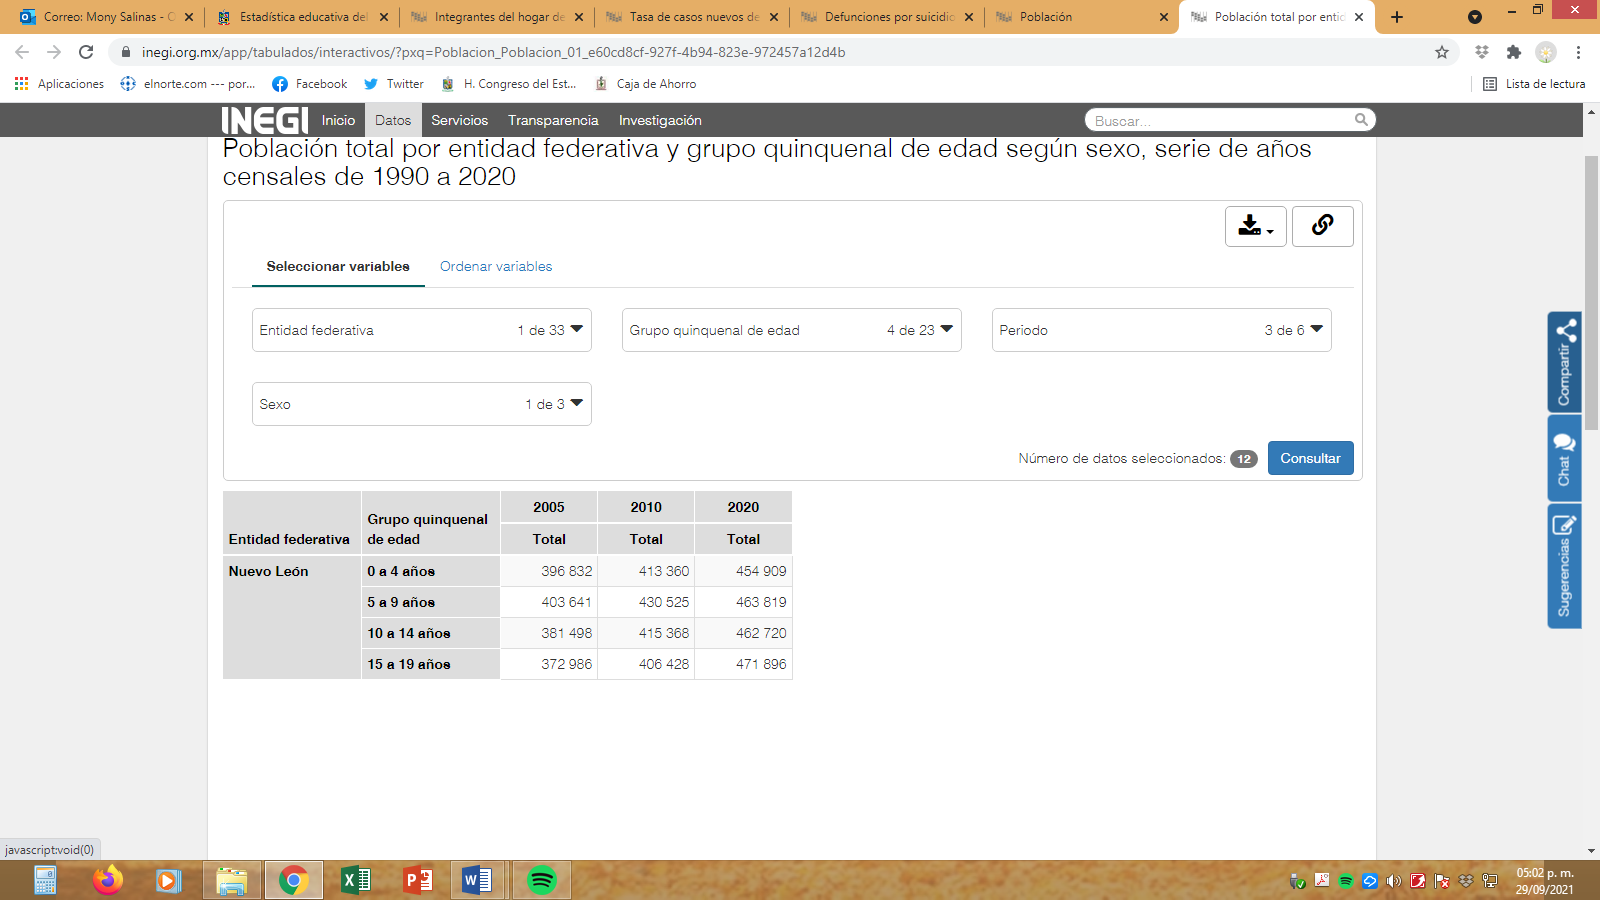 Correo: Mony Salinas - O
Estadística educativa del
Integrantes del hogar de
Tasa de casos nuevos de
Defunciones por suicidio
Población
Población total por entid
inegi.org.mx/app/tabulados/interactivos/?pxq=Poblacion_Poblacion_01_e60cd8cf-927f-4b94-823e-972457a12d4b
Aplicaciones
elnorte.com --- por...
Facebook
Twitter
H. Congreso del Est...
Caja de Ahorro
Lista de lectura
INEGI
Inicio
Datos
Servicios
Transparencia
Investigación
Buscar...
Población total por entidad federativa y grupo quinquenal de edad según sexo, serie de años
censales de 1990 a 2020
Seleccionar variables
Ordenar variables
Entidad federativa 1 de 33
Grupo quinquenal de edad 4 de 23
Periodo 3 de 6
Sexo 1 de 3
Número de datos seleccionados: 12
Consultar
Entidad federativa
Grupo quinquenal
de edad
2005 2010 2020
Total Total Total
Nuevo León
0 a 4 años 396 832 413 360 454 909
5 a 9 años 403 641 430 525 463 819
10 a 14 años 381 498 415 368 462 720
15 a 19 años 372 986 406 428 471 896
Compartir
Chat
Sugerencias
javascript:void(0)
05:02 p. m.
29/09/2021